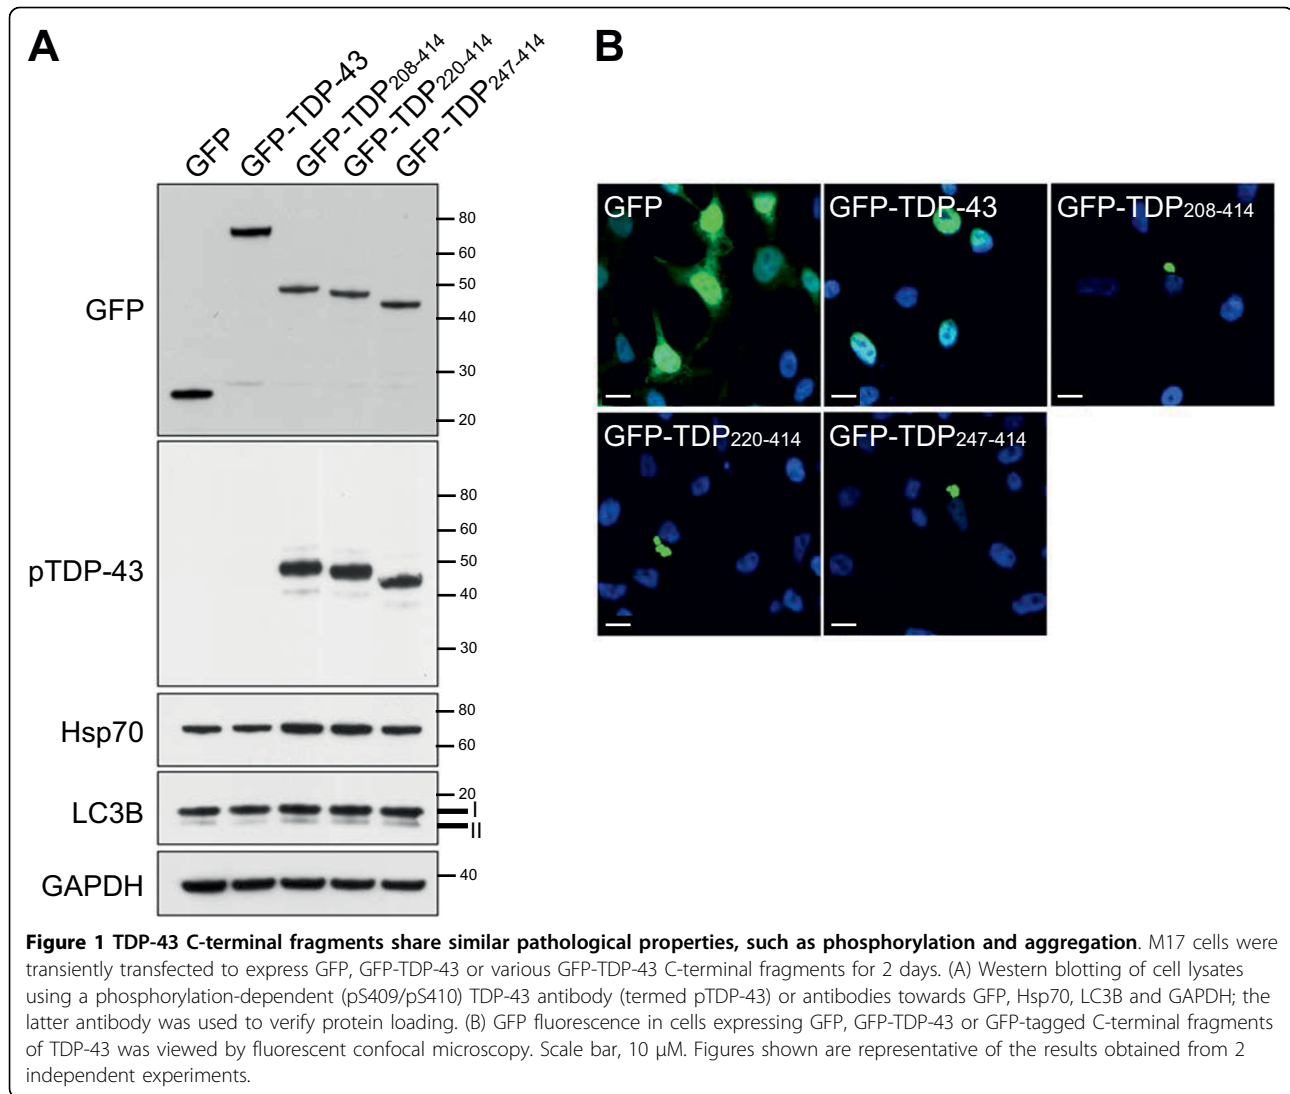 A
GFP
GFP-TDP-43
GFP-TDP208-414
GFP-TDP220-414
GFP-TDP247-414
GFP
80
60
50
40
30
20
pTDP-43
80
60
50
40
30
Hsp70
80
60
LC3B
20
I
II
GAPDH
40
B
GFP
GFP-TDP-43
GFP-TDP208-414
GFP-TDP220-414
GFP-TDP247-414
Figure 1 TDP-43 C-terminal fragments share similar pathological properties, such as phosphorylation and aggregation. M17 cells were
transiently transfected to express GFP, GFP-TDP-43 or various GFP-TDP-43 C-terminal fragments for 2 days. (A) Western blotting of cell lysates
using a phosphorylation-dependent (pS409/pS410) TDP-43 antibody (termed pTDP-43) or antibodies towards GFP, Hsp70, LC3B and GAPDH; the
latter antibody was used to verify protein loading. (B) GFP fluorescence in cells expressing GFP, GFP-TDP-43 or GFP-tagged C-terminal fragments
of TDP-43 was viewed by fluorescent confocal microscopy. Scale bar, 10 μM. Figures shown are representative of the results obtained from 2
independent experiments.